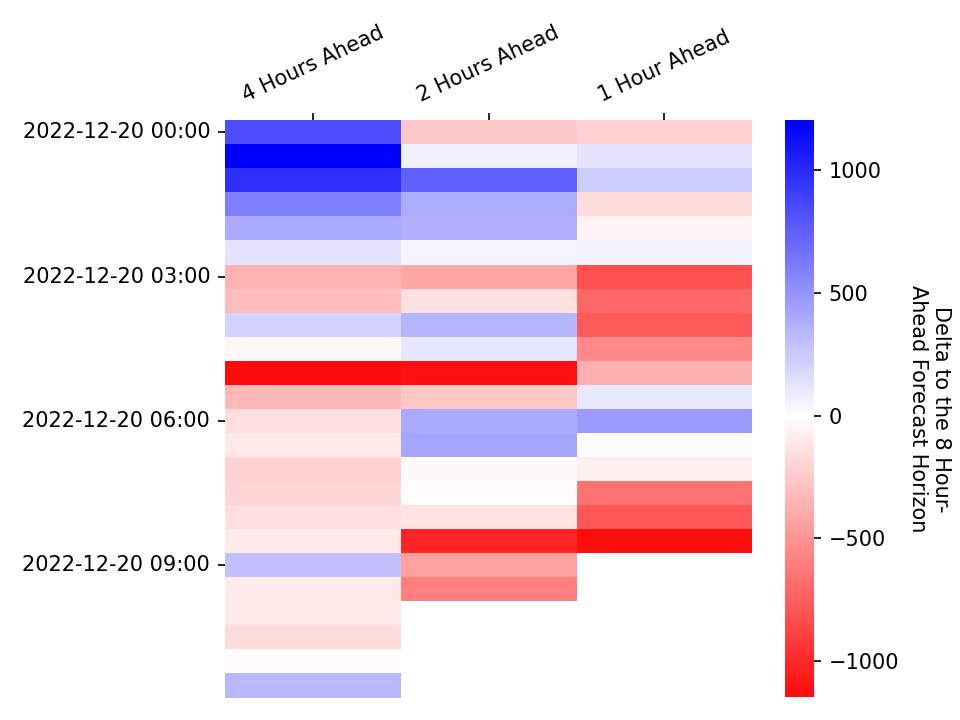 4 Hours Ahead
2 Hours Ahead
1 Hour Ahead
2022-12-20 00:00
2022-12-20 03:00
2022-12-20 06:00
2022-12-20 09:00
1000
500
0
−500
−1000
Delta to the 8 Hour-
Ahead Forecast Horizon